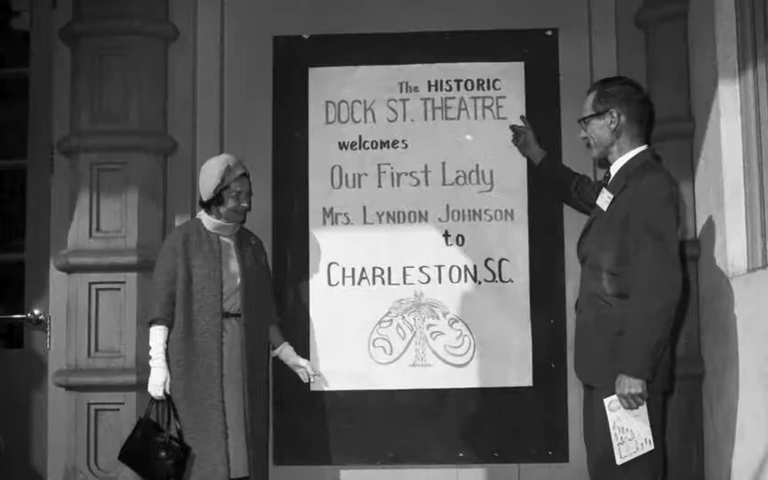 The HISTORIC
DOCK ST. THEATRE
welcomes
Our First Lady
MRS. LYNDON JOHNSON
to
CHARLESTON, S.C.